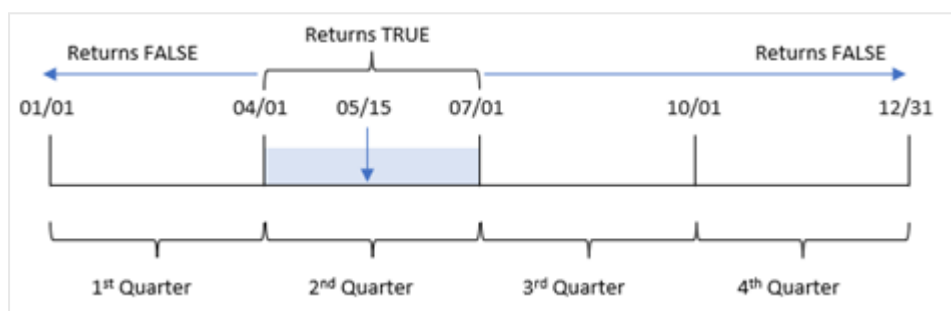 Returns TRUE
Returns FALSE Returns FALSE
01/01 04/01 05/15 07/01 10/01 12/31
1st Quarter 2nd Quarter 3rd Quarter 4th Quarter